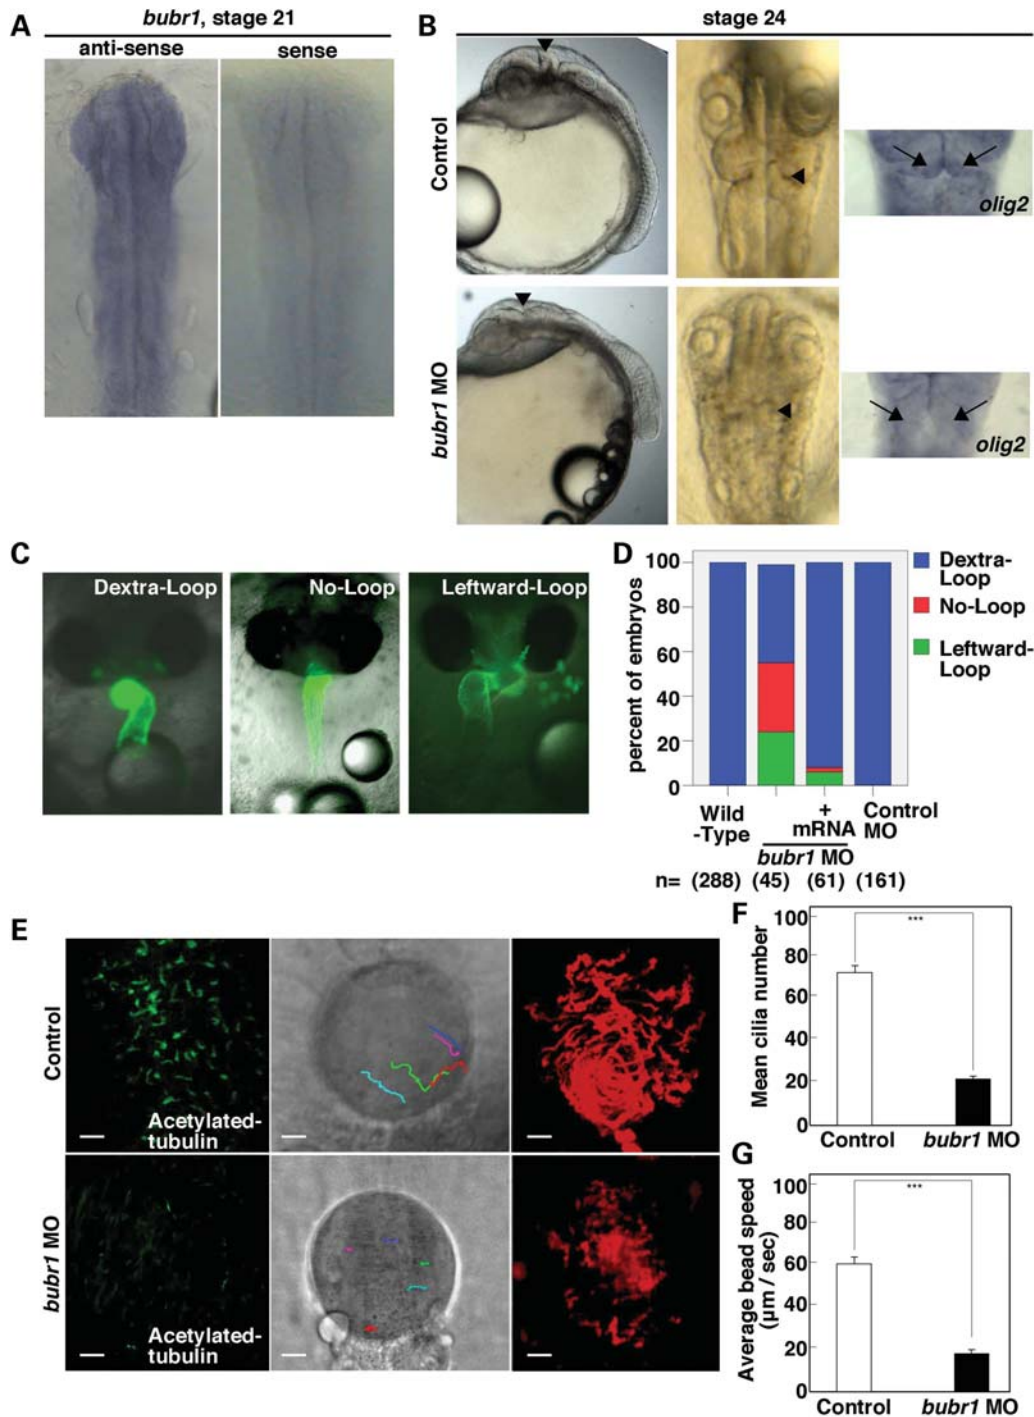 A
bubr1, stage 21
anti-sense
sense
B
stage 24
Control
olig2
bubr1 MO
olig2
C
Dextra-Loop
No-Loop
Leftward-Loop
D
percent of embryos
100
80
60
40
20
0
Dextra-
Loop
No-Loop
Leftward-
Loop
Wild
-Type
+
mRNA
Control
MO
bubr1 MO
n= (288) (45) (61) (161)
E
Control
Acetylated-
tubulin
bubr1 MO
Acetylated-
tubulin
F
Mean cilia number
100
80
60
40
20
0
***
Control
bubr1 MO
G
Average bead speed
(µm / sec)
100
80
60
40
20
0
***
Control
bubr1 MO